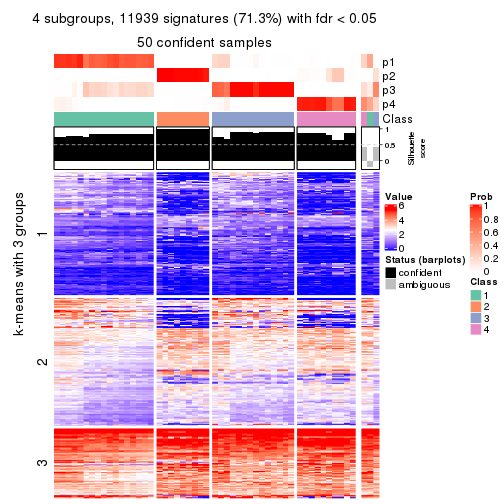 4 subgroups, 11939 signatures (71.3%) with fdr < 0.05
50 confident samples
p1
p2
p3
p4
Class
1
0.5
0
Silhouette
score
k-means with 3 groups
1
2
3
Value
6
4
2
0
Status (barplots)
confident
ambiguous
Prob
1
0.8
0.6
0.4
0.2
0
Class
1
2
3
4